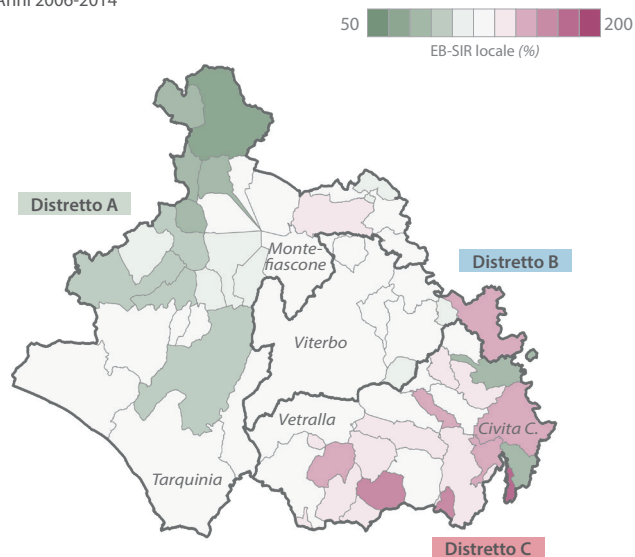 Anni 2006-2014
50
200
EB-SIR locale (%)
Distretto A
Monte-
fiascone
Distretto B
Viterbo
Vetralla
Civita C.
Tarquinia
Distretto C